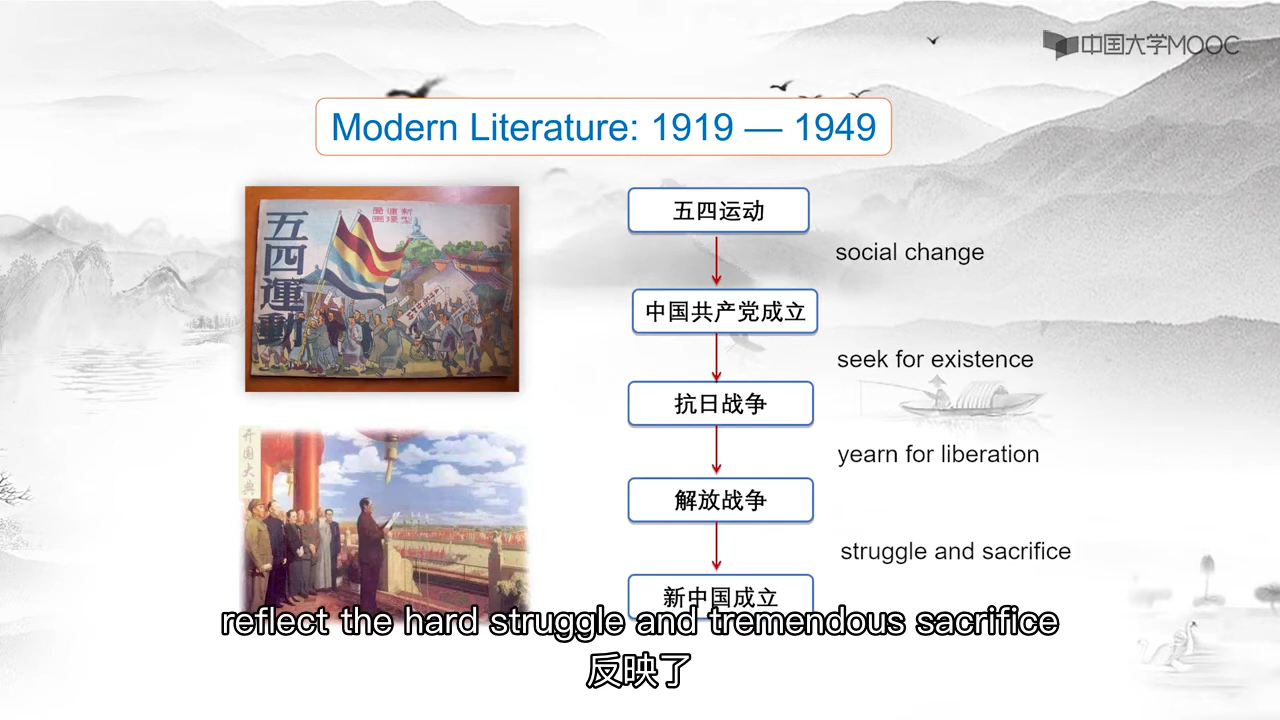 中国大学MOOC
Modern Literature: 1919 — 1949
五四運動
五四运动
social change
中国共产党成立
seek for existence
抗日战争
yearn for liberation
开国大典
解放战争
struggle and sacrifice
新中国成立
reflect the hard struggle and tremendous sacrifice
反映了